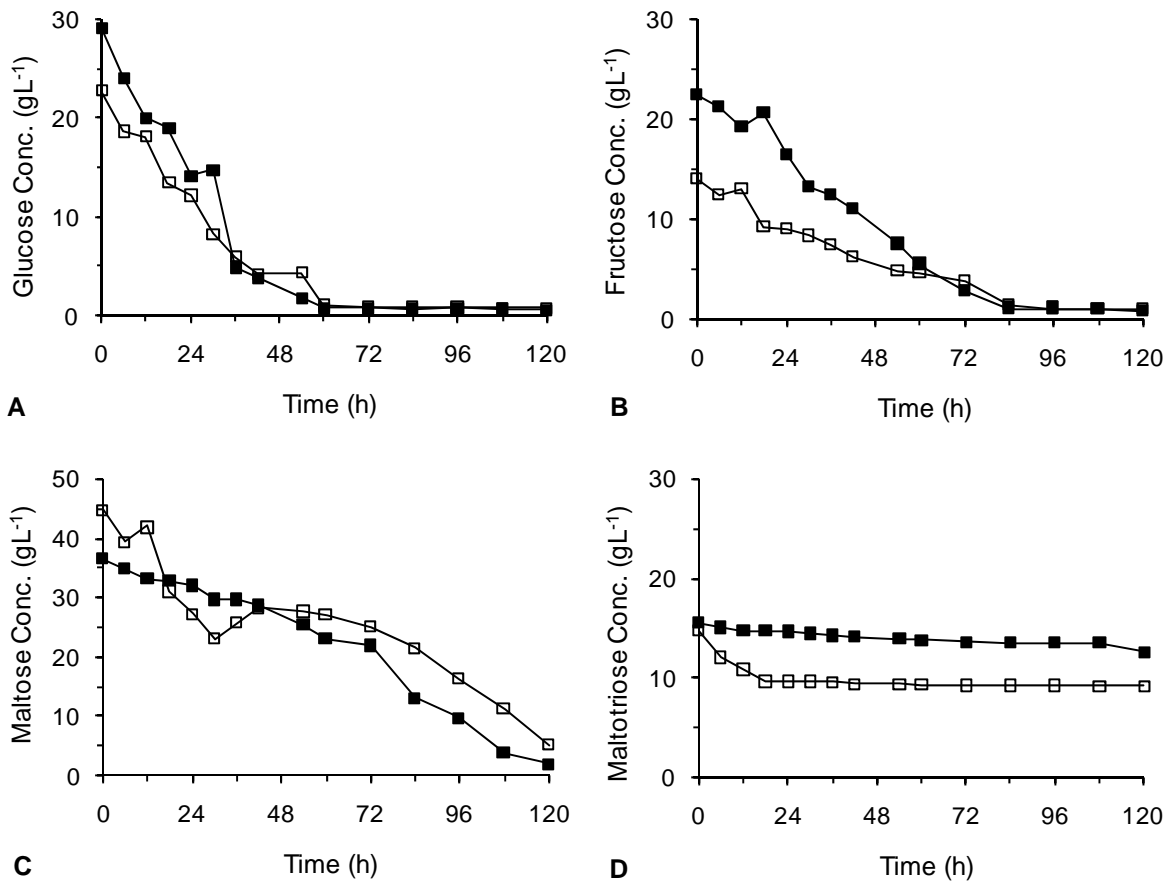 30
20
10
0
Glucose Conc. (gL-1)
0 24 48 72 96 120
Time (h)
A
30
20
10
0
Fructose Conc. (gL-1)
0 24 48 72 96 120
Time (h)
B
50
40
30
20
10
0
Maltose Conc. (gL-1)
0 24 48 72 96 120
Time (h)
C
30
20
10
0
Maltotriose Conc. (gL-1)
0 24 48 72 96 120
Time (h)
D